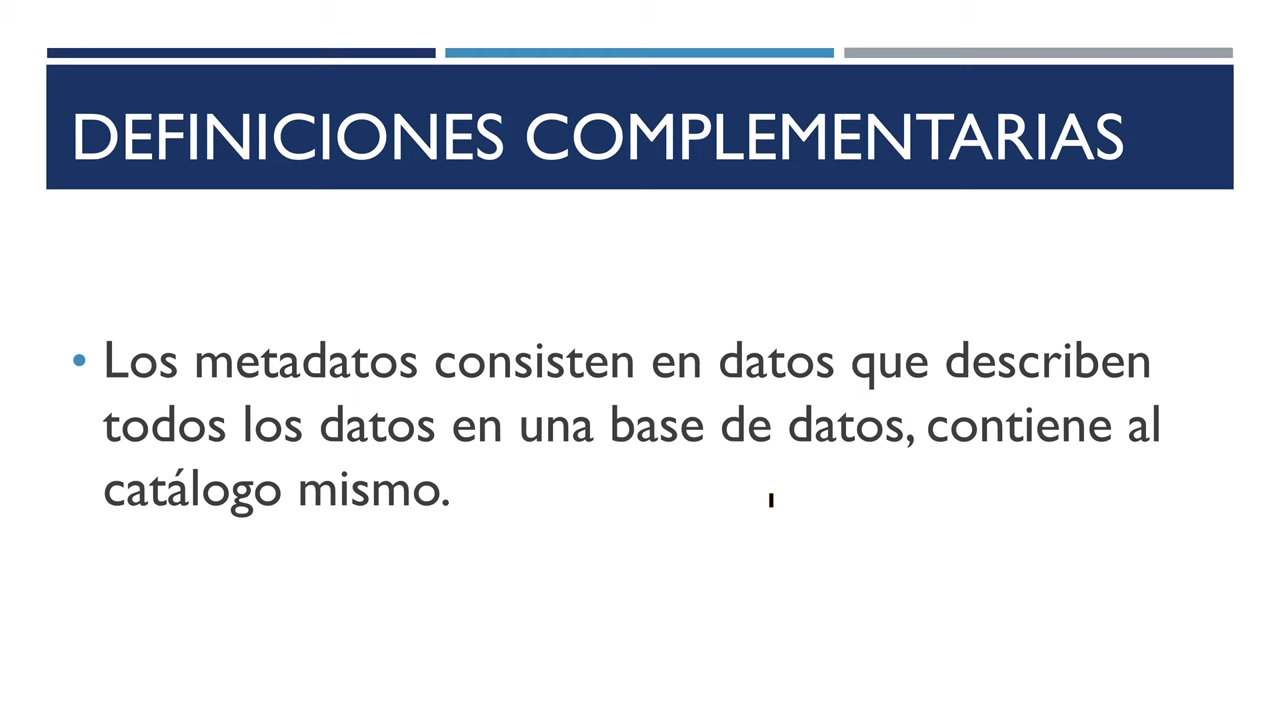 DEFINICIONES COMPLEMENTARIAS
• Los metadatos consisten en datos que describen
todos los datos en una base de datos, contiene al
catálogo mismo.